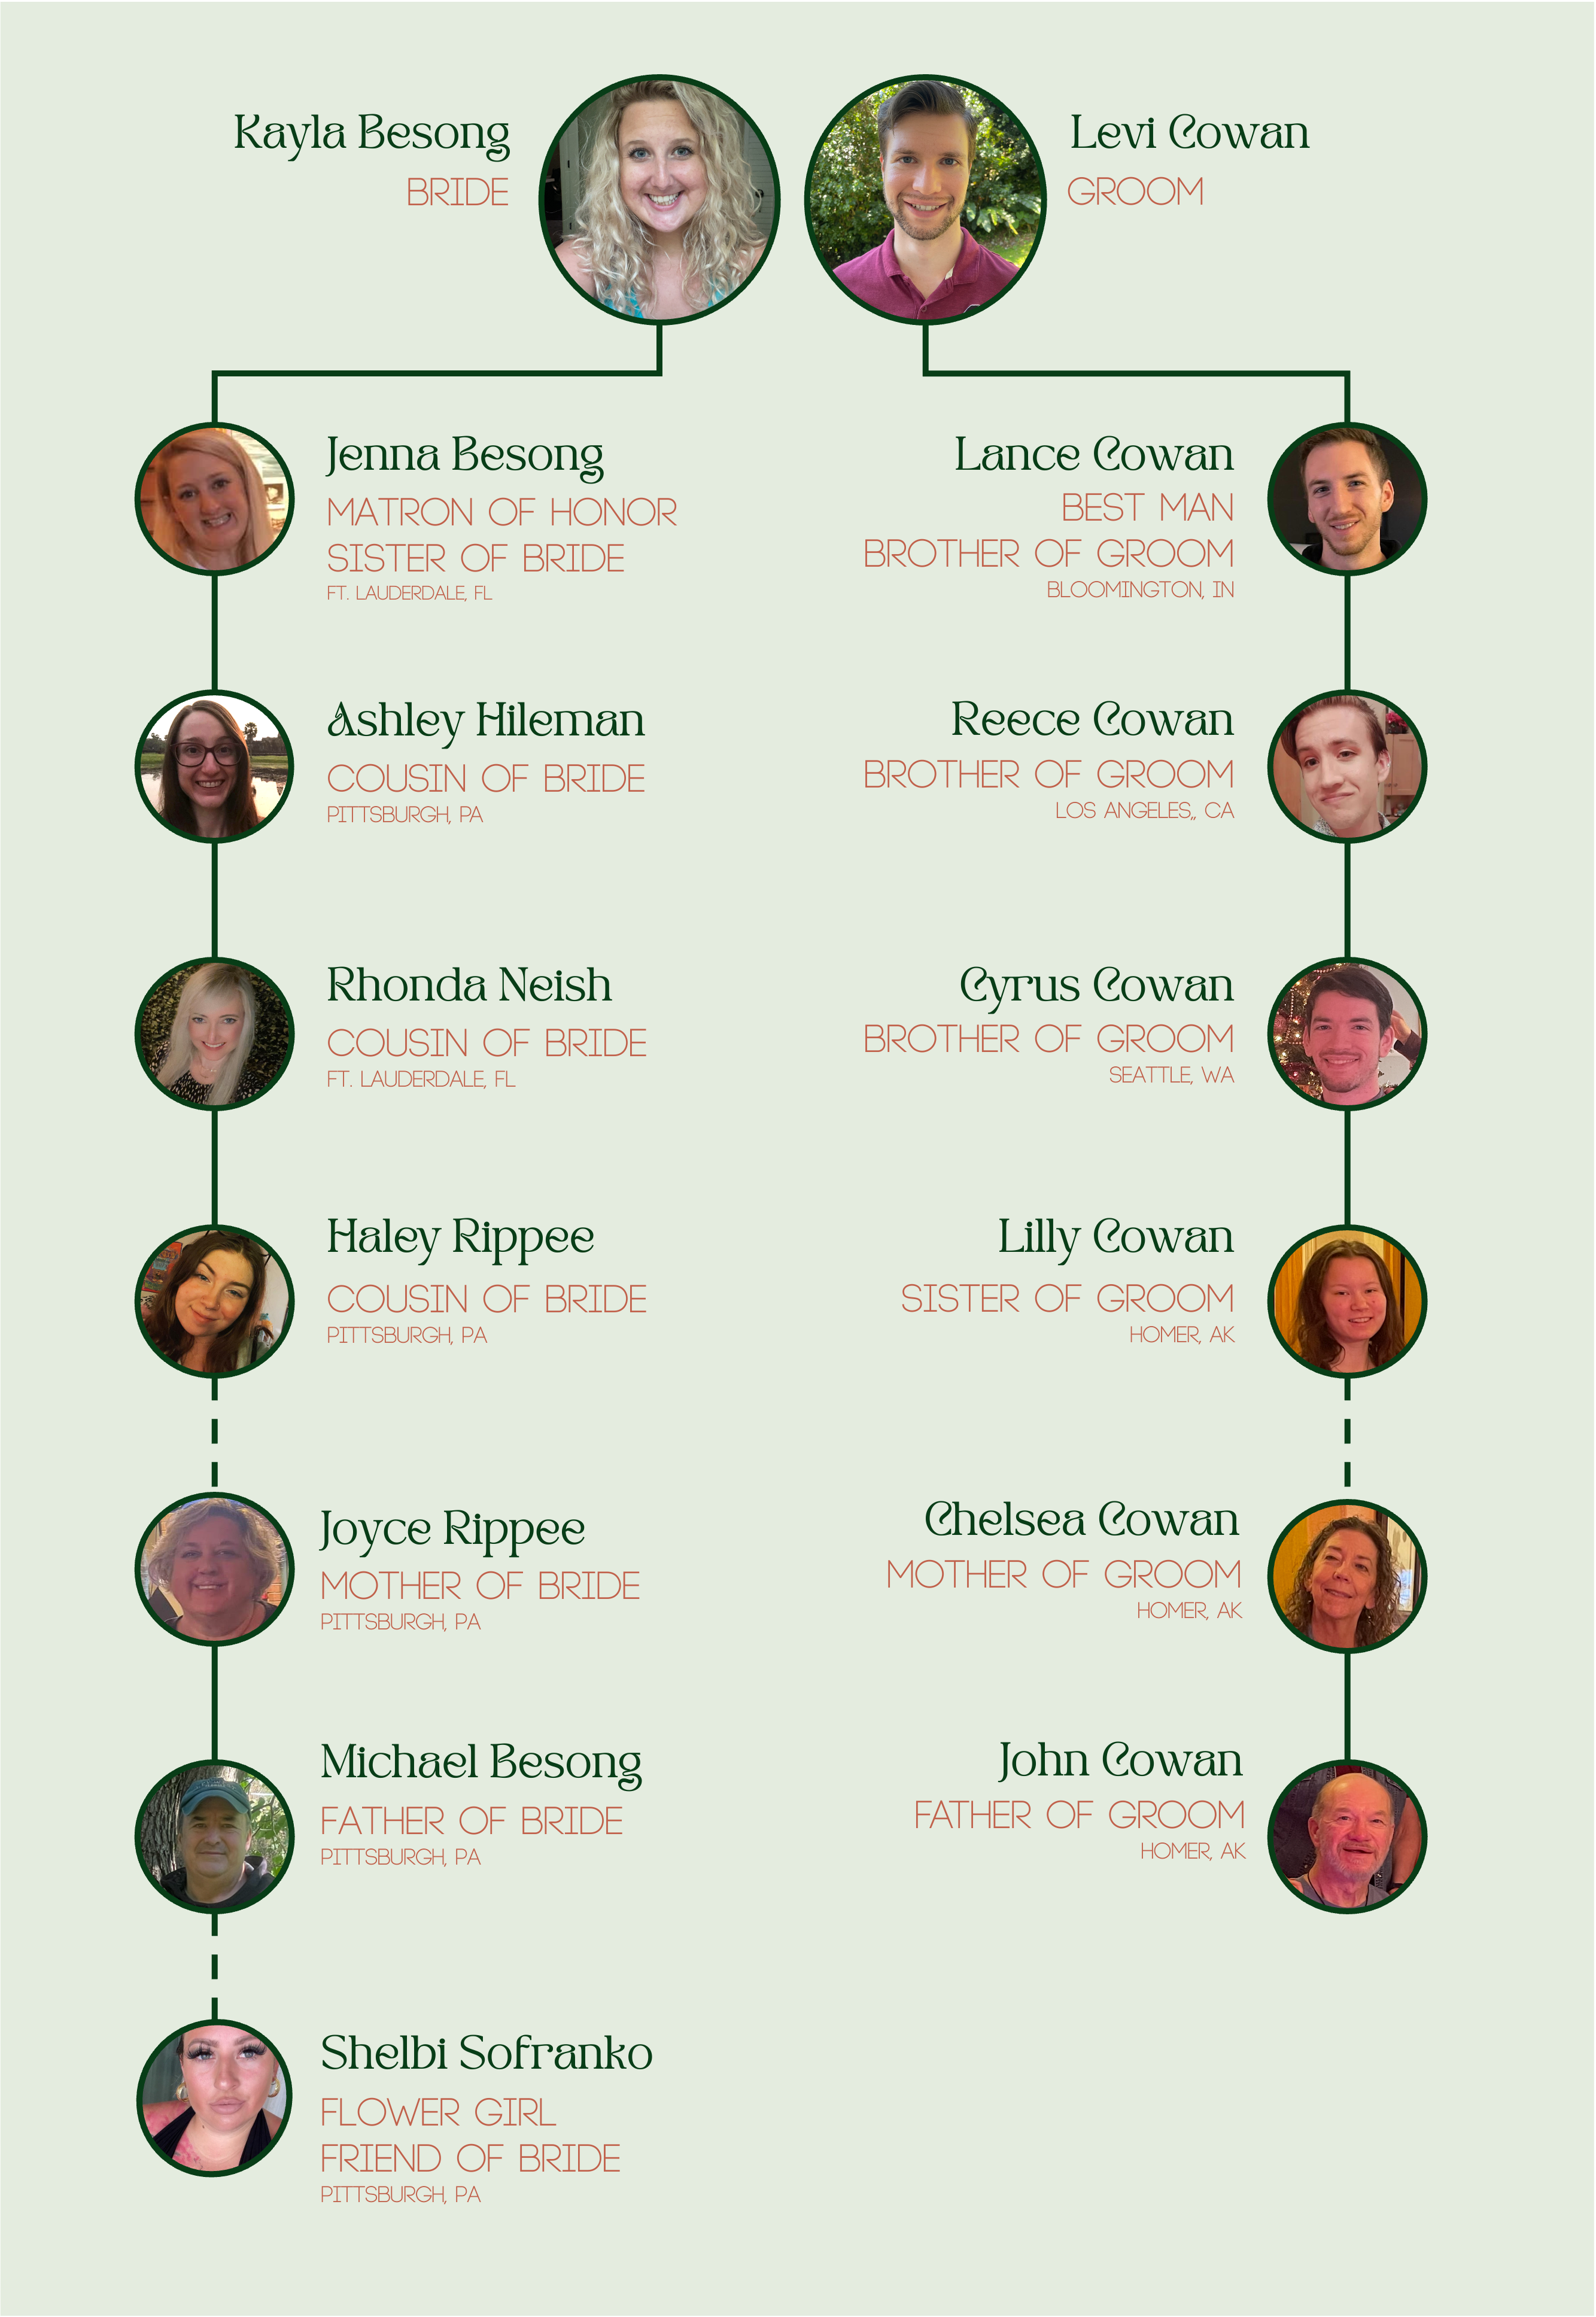 Kayla Besong
BRIDE
Levi Cowan
GROOM
Jenna Besong
MATRON OF HONOR
SISTER OF BRIDE
FT. LAUDERDALE, FL
Lance Cowan
BEST MAN
BROTHER OF GROOM
BLOOMINGTON, IN
Ashley Hileman
COUSIN OF BRIDE
PITTSBURGH, PA
Reece Cowan
BROTHER OF GROOM
LOS ANGELES,, CA
Rhonda Neish
COUSIN OF BRIDE
FT. LAUDERDALE, FL
Cyrus Cowan
BROTHER OF GROOM
SEATTLE, WA
Haley Rippee
COUSIN OF BRIDE
PITTSBURGH, PA
Lilly Cowan
SISTER OF GROOM
HOMER, AK
Joyce Rippee
MOTHER OF BRIDE
PITTSBURGH, PA
Chelsea Cowan
MOTHER OF GROOM
HOMER, AK
Michael Besong
FATHER OF BRIDE
PITTSBURGH, PA
John Cowan
FATHER OF GROOM
HOMER, AK
Shelbi Sofranko
FLOWER GIRL
FRIEND OF BRIDE
PITTSBURGH, PA